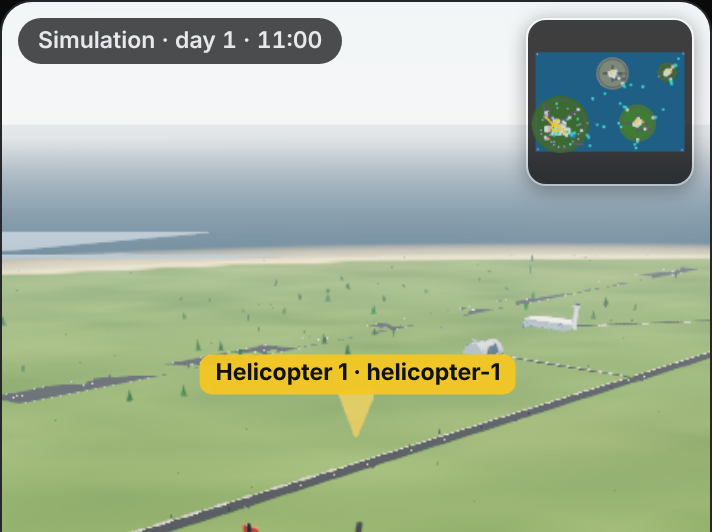 Simulation · day 1 · 11:00
Helicopter 1 · helicopter-1